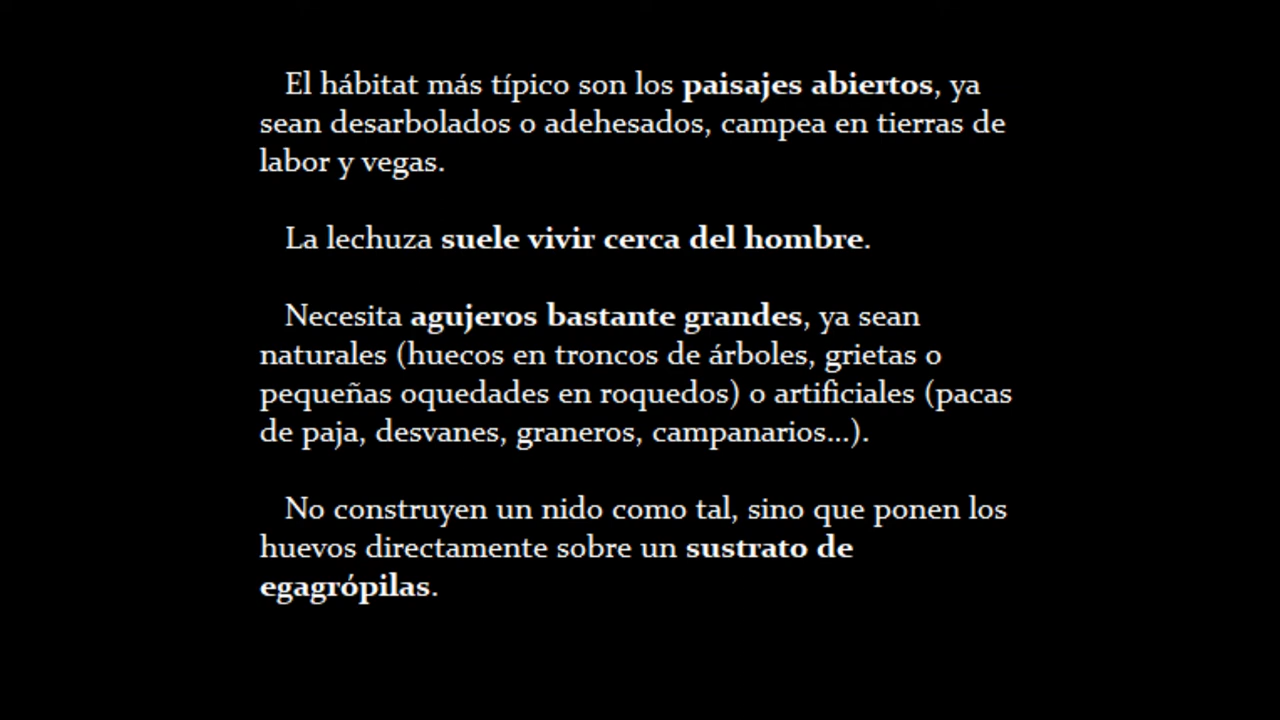 El hábitat más típico son los paisajes abiertos, ya
sean desarbolados o adehesados, campea en tierras de
labor y vegas.
La lechuza suele vivir cerca del hombre.
Necesita agujeros bastante grandes, ya sean
naturales (huecos en troncos de árboles, grietas o
pequeñas oquedades en roquedos) o artificiales (pacas
de paja, desvanes, graneros, campanarios...).
No construyen un nido como tal, sino que ponen los
huevos directamente sobre un sustrato de
egagrópilas.